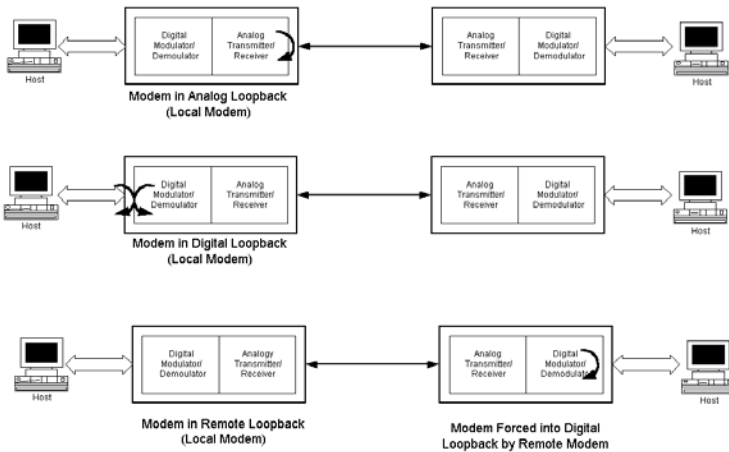 Digital
Modulator/
Demoulator
Analog
Transmitter/
Receiver
Analog
Transmitter/
Receiver
Digital
Modulator/
Demodulator
Host
Host
Modem in Analog Loopback
(Local Modem)
Digital
Modulator/
Demoulator
Analog
Transmitter/
Receiver
Analog
Transmitter/
Receiver
Digital
Modulator/
Demodulator
Host
Host
Modem in Digital Loopback
(Local Modem)
Digital
Modulator/
Demoulator
Analogy
Transmitter/
Receiver
Analog
Transmitter/
Receiver
Digital
Modulator/
Demodulator
Host
Host
Modem in Remote Loopback
(Local Modem)
Modem Forced into Digital
Loopback by Remote Modem